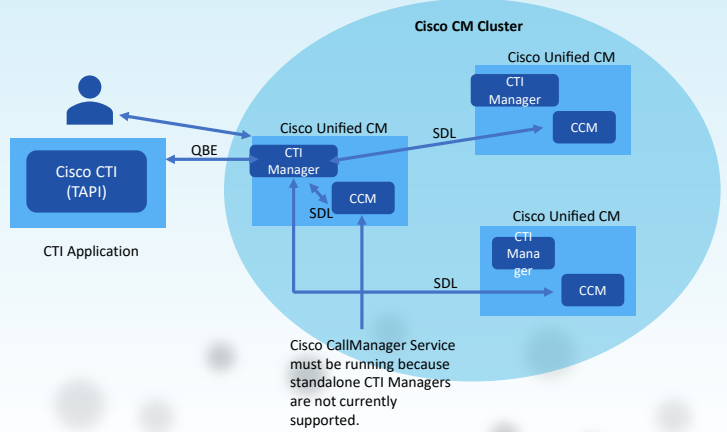 Cisco CM Cluster
Cisco Unified CM
CTI
Manager
CCM
SDL
Cisco Unified CM
QBE
CTI
Manager
CCM
SDL
Cisco CTI
(TAPI)
CTI Application
Cisco Unified CM
CTI
Mana
ger
CCM
SDL
Cisco CallManager Service
must be running because
standalone CTI Managers
are not currently
supported.